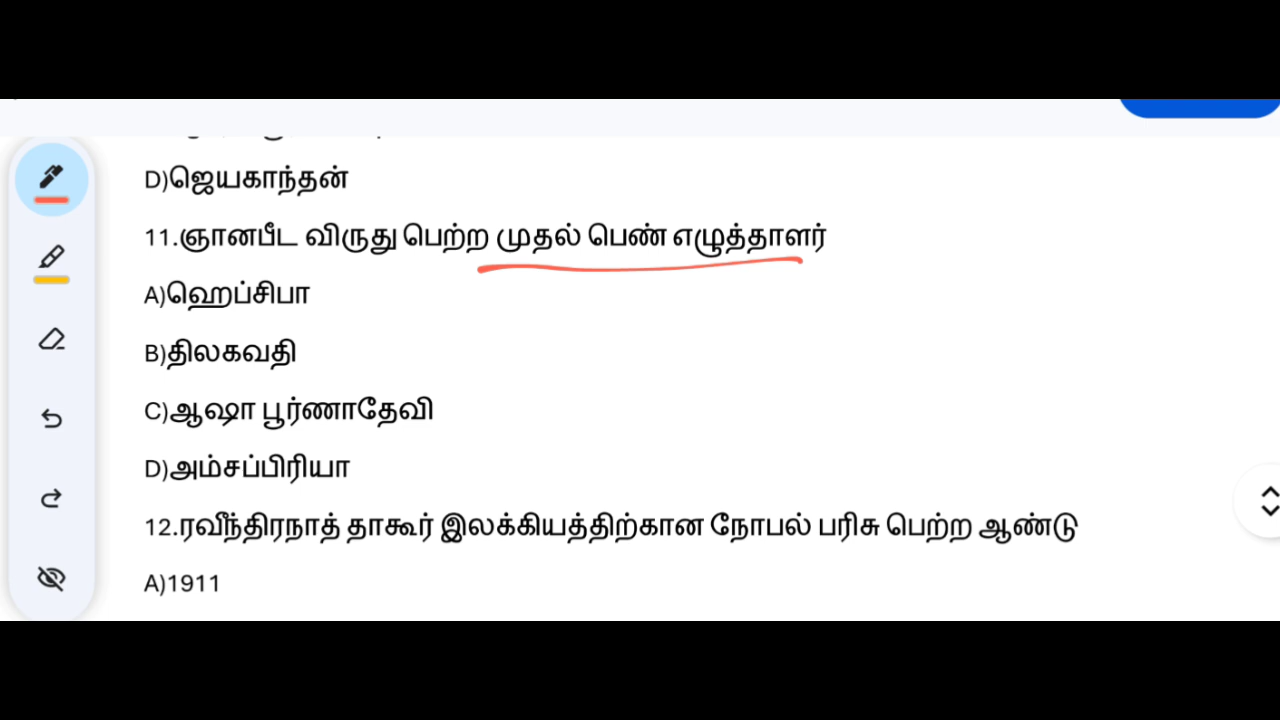 D)ஜெயகாந்தன்
11.ஞானபீட விருது பெற்ற முதல் பெண் எழுத்தாளர்
A)ஹெப்சிபா
B)திலகவதி
C)ஆஷா பூர்ணாதேவி
D)அம்சப்பிரியா
12.ரவீந்திரநாத் தாகூர் இலக்கியத்திற்கான நோபல் பரிசு பெற்ற ஆண்டு
A)1911